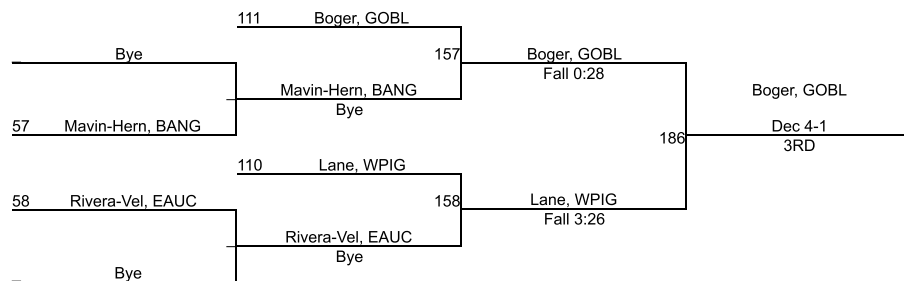 111 Boger, GOBL
Bye
157 Boger, GOBL
Fall 0:28
Mavin-Hern, BANG
Bye
Boger, GOBL
57 Mavin-Hern, BANG
186 Dec 4-1
3RD
110 Lane, WPIG
58 Rivera-Vel, EAUC
158 Lane, WPIG
Fall 3:26
Rivera-Vel, EAUC
Bye
Bye